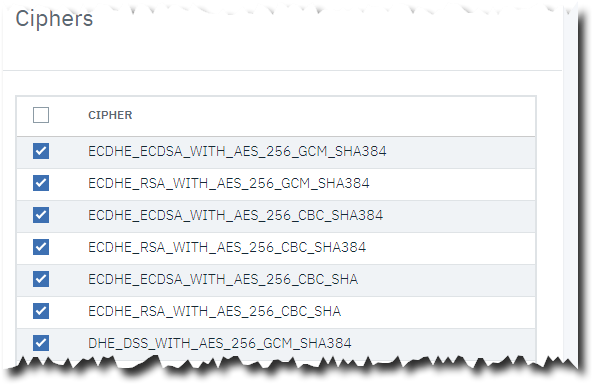 Ciphers
CIPHER
ECDHE_ECDSA_WITH_AES_256_GCM_SHA384
ECDHE_RSA_WITH_AES_256_GCM_SHA384
ECDHE_ECDSA_WITH_AES_256_CBC_SHA384
ECDHE_RSA_WITH_AES_256_CBC_SHA384
ECDHE_ECDSA_WITH_AES_256_CBC_SHA
ECDHE_RSA_WITH_AES_256_CBC_SHA
DHE_DSS_WITH_AES_256_GCM_SHA384